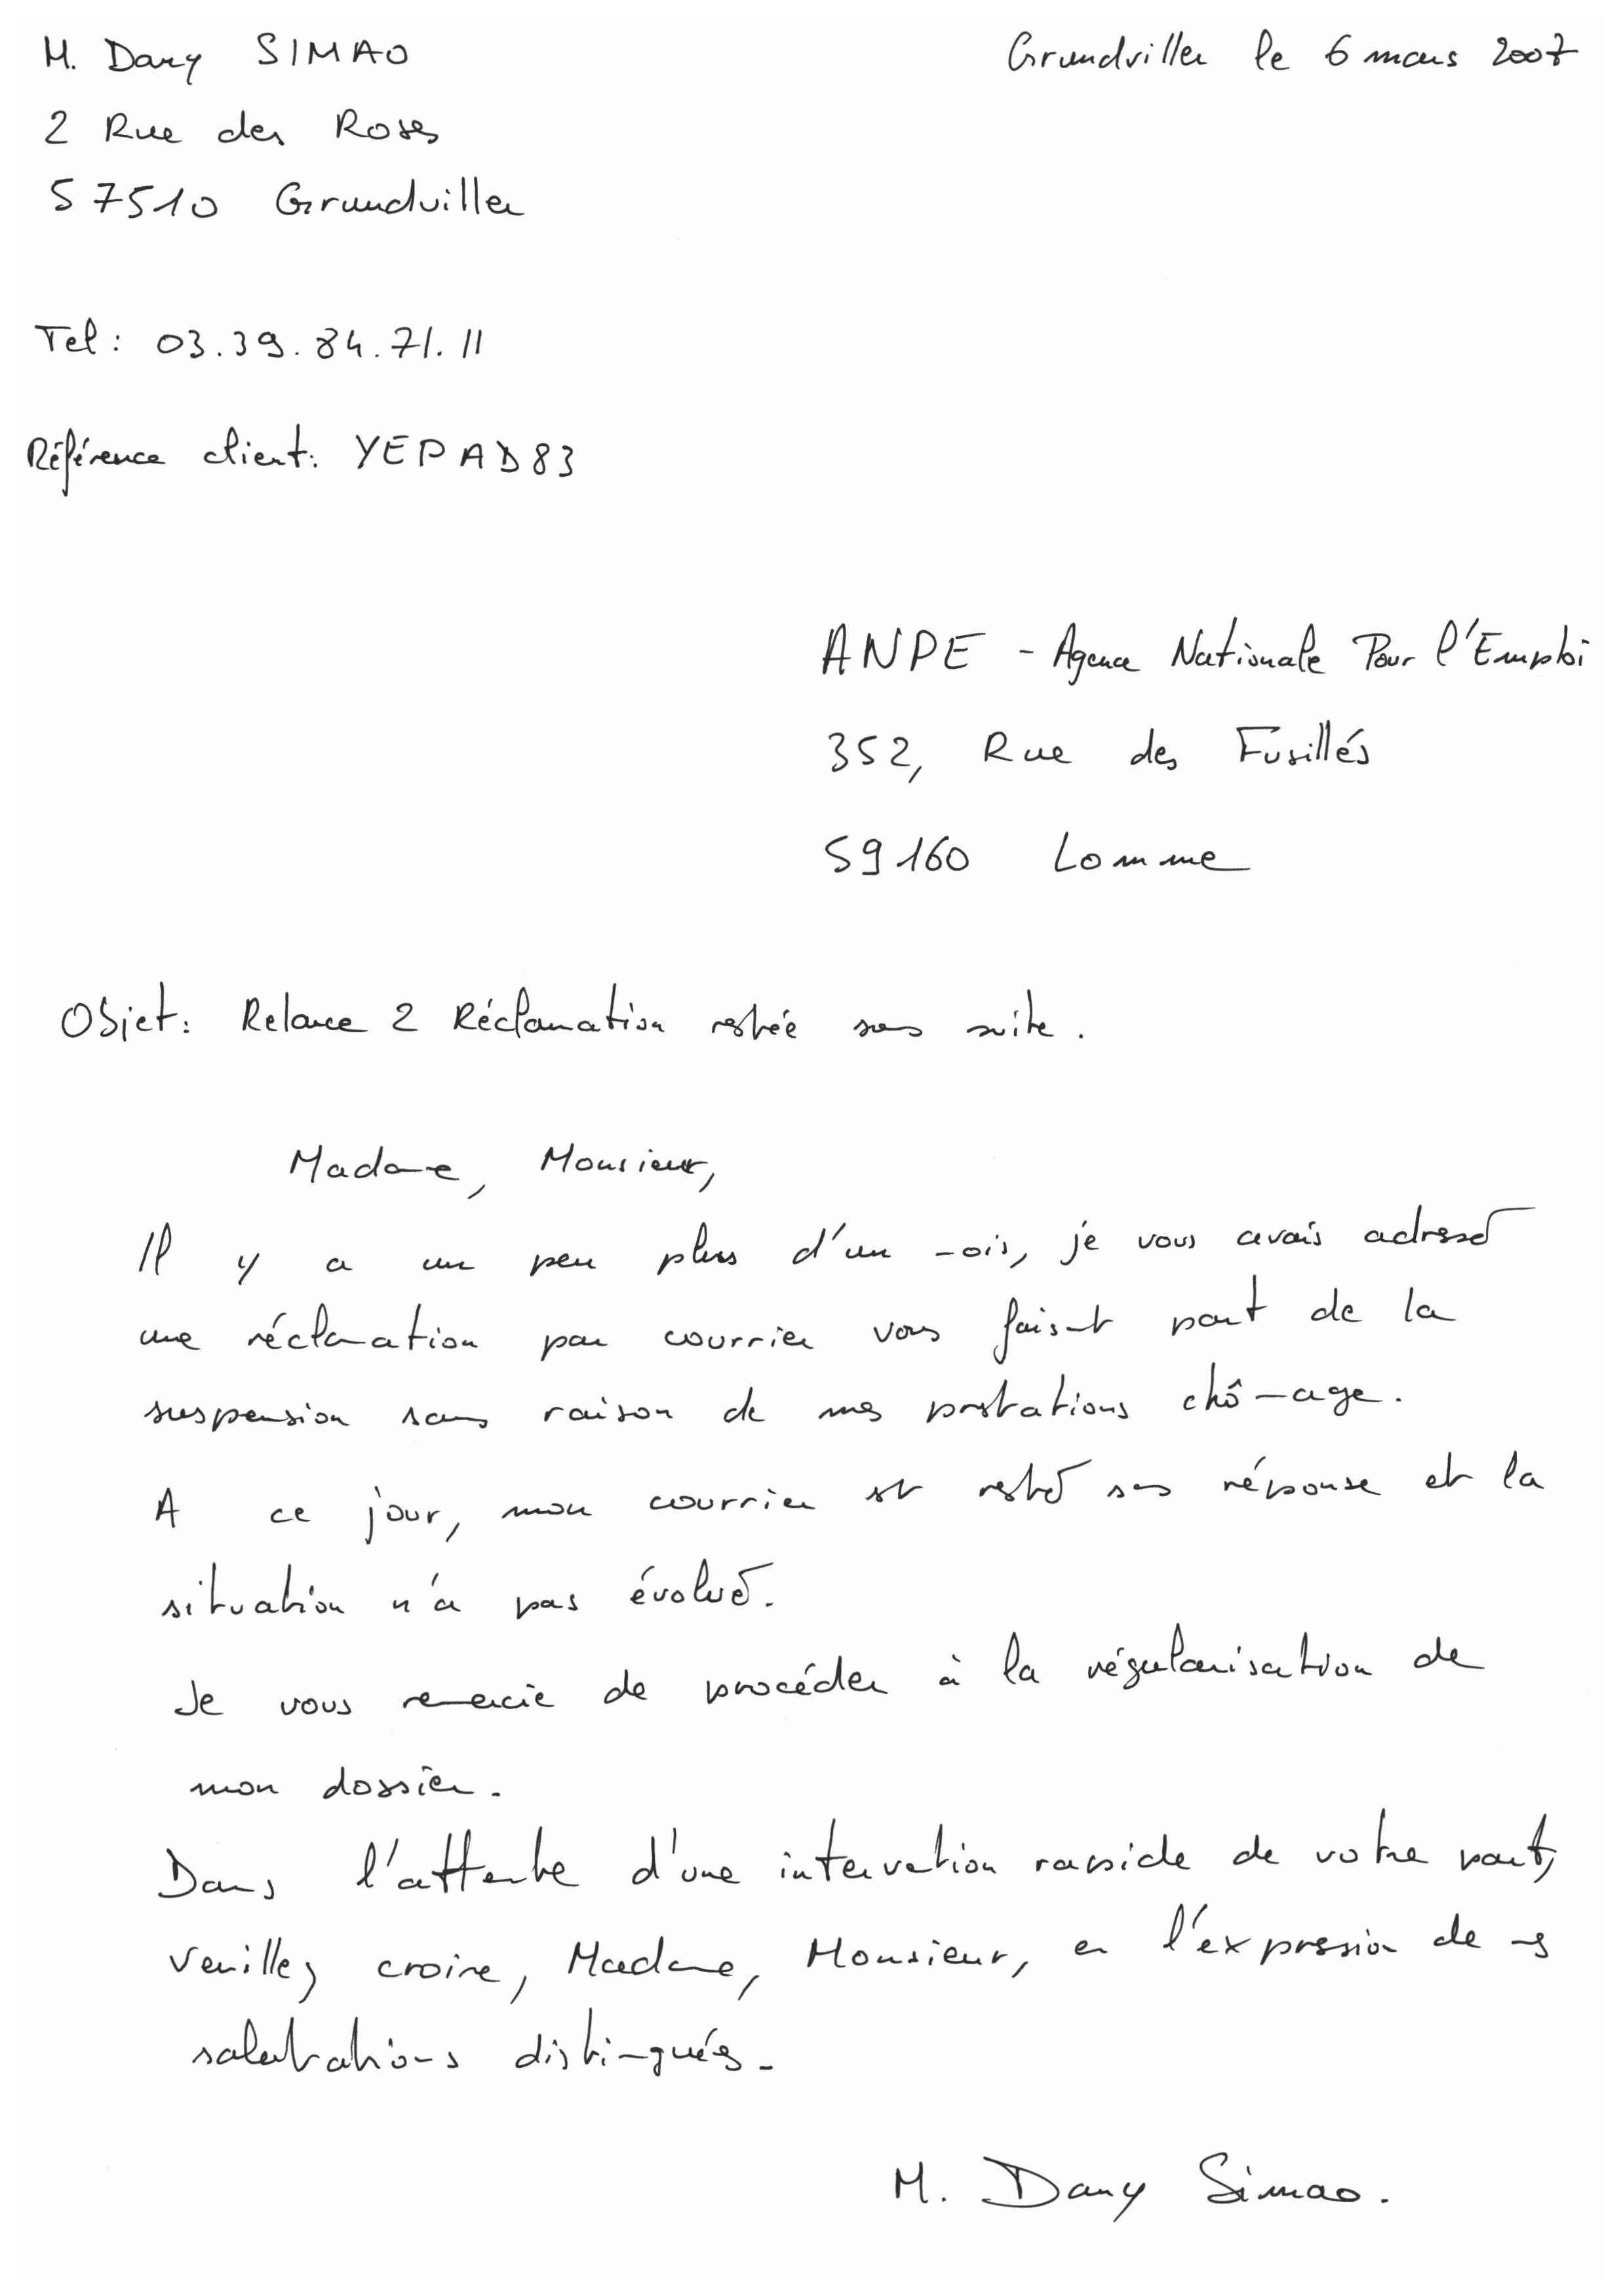 M. Dany SIMAO
Grundviller le 6 mars 2007
2 Rue des Roses
57510 Grundviller
Tel : 03.39.84.71.11
Référence client : YEPAD83
ANPE - Agence Nationale Pour l'Emploi
352, Rue des Fusillés
59160 Lomme
Objet : Relance 2 Réclamation restée sans suite.
Madame, Monsieur,
Il y a un peu plus d'un mois, je vous avais adressé
une réclamation par courrier vous faisant part de la
suspension sans raison de mes prestations chômage.
A ce jour, mon courrier est resté sans réponse et la
situation n'a pas évolué.
Je vous remercie de procéder à la régularisation de
mon dossier.
Dans l'attente d'une intervention rapide de votre part,
veuillez croire, Madame, Monsieur, en l'expression de mes
salutations distingués.
M. Dany Simao.